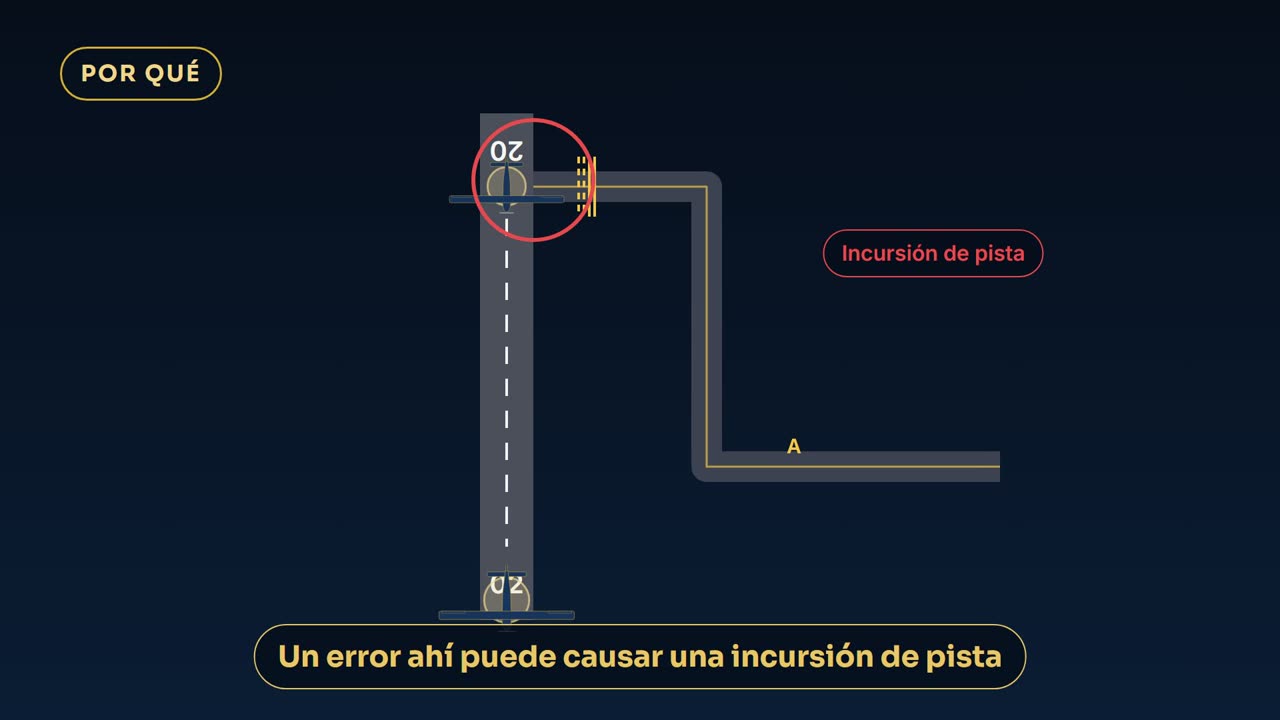 POR QUÉ
20
Incursión de pista
A
02
Un error ahí puede causar una incursión de pista